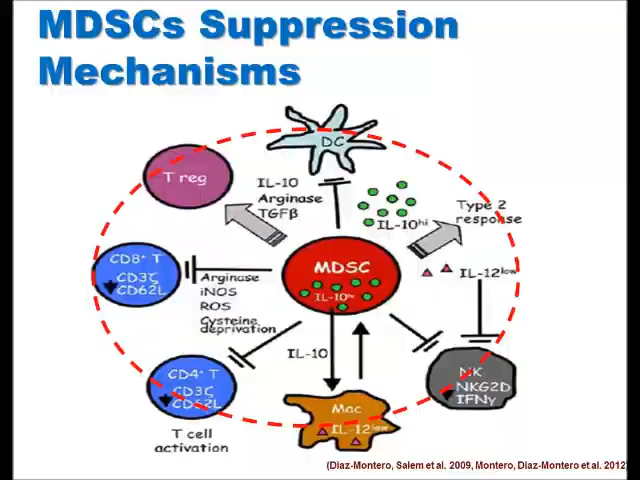 MDSCs Suppression
Mechanisms
DC
T reg
IL-10
Arginase
TGFβ
IL-10hi
Type 2
response
CD8+ T
CD3ζ
CD62L
Arginase
iNOS
ROS
Cysteine
deprivation
MDSC
IL-10hi
IL-12low
CD4+ T
CD3ζ
CD62L
IL-10
NK
NKG2D
IFNγ
Mac
IL-12low
T cell
activation
(Diaz-Montero, Salem et al. 2009, Montero, Diaz-Montero et al. 2012)